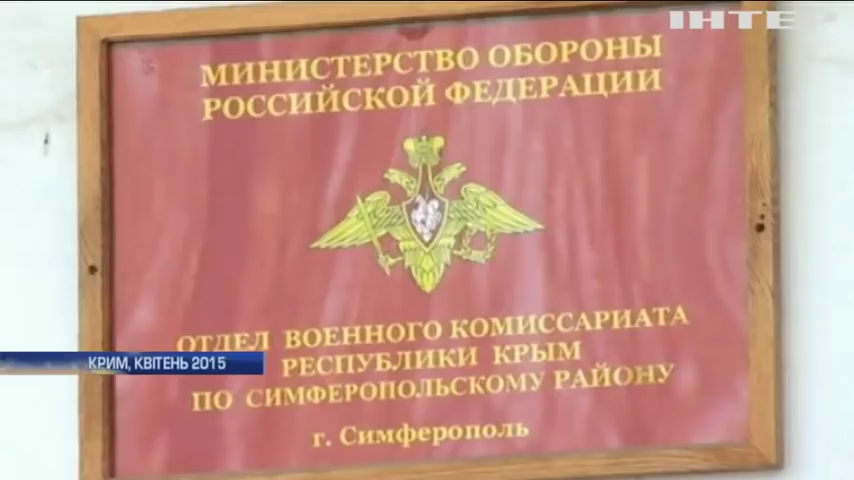 ІНТЕР
МИНИСТЕРСТВО ОБОРОНЫ
РОССИЙСКОЙ ФЕДЕРАЦИИ
ОТДЕЛ ВОЕННОГО КОМИССАРИАТА
КРИМ, КВІТЕНЬ 2015
РЕСПУБЛИКИ КРЫМ
ПО СИМФЕРОПОЛЬСКОМУ РАЙОНУ
г. Симферополь